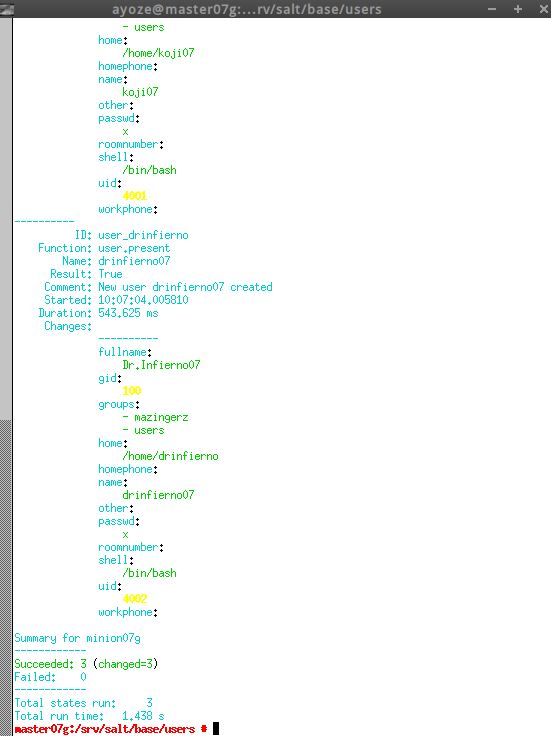 ayoze@master07g:...rv/salt/base/users
- users
home:
/home/koji07
homephone:
name:
koji07
other:
passwd:
x
roomnumber:
shell:
/bin/bash
uid:
4001
workphone:
----------
ID: user_drinfierno
Function: user.present
Name: drinfierno07
Result: True
Comment: New user drinfierno07 created
Started: 10:07:04.005810
Duration: 543.625 ms
Changes:
----------
fullname:
Dr.Infierno07
gid:
100
groups:
- mazingerz
- users
home:
/home/drinfierno
homephone:
name:
drinfierno07
other:
passwd:
x
roomnumber:
shell:
/bin/bash
uid:
4002
workphone:
Summary for minion07g
------------
Succeeded: 3 (changed=3)
Failed: 0
------------
Total states run: 3
Total run time: 1.438 s
master07g:/srv/salt/base/users #